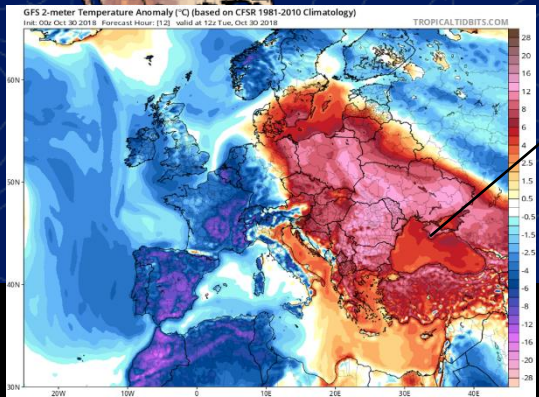 GFS 2-meter Temperature Anomaly (°C) (based on CFSR 1981-2010 Climatology)
Init: 00z Oct 30 2018 Forecast Hour: [12] valid at 12z Tue, Oct 30 2018
TROPICALTIDBITS.COM
60N
50N
40N
30N
20W
10W
0
10E
20E
30E
40E
28
20
16
12
8
6
4
2.5
1.5
0.5
-0.5
-1.5
-2.5
-4
-6
-8
-12
-16
-20
-28